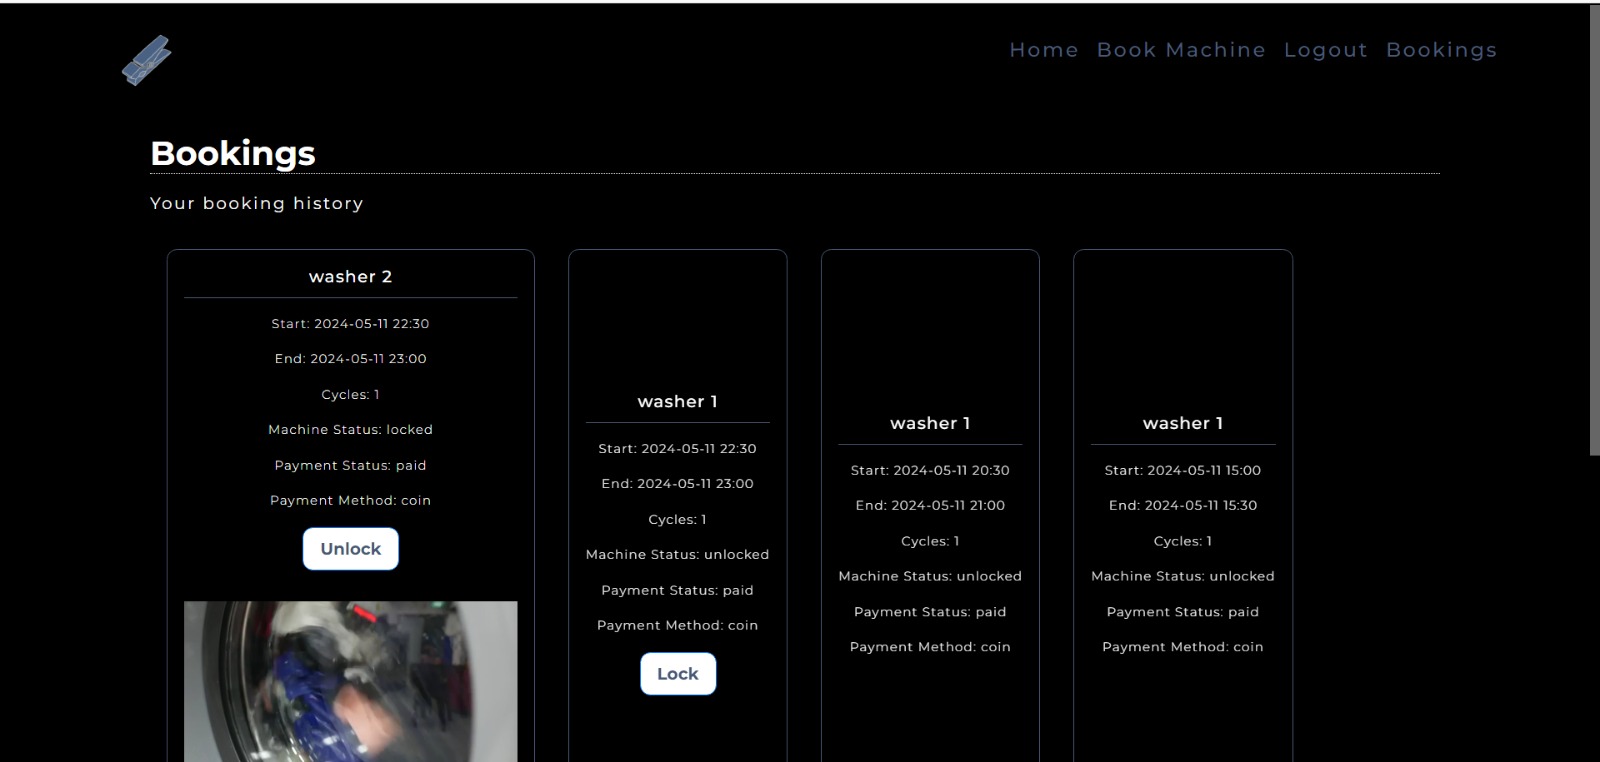 Home Book Machine Logout Bookings
Bookings
Your booking history
washer 2
Start: 2024-05-11 22:30
End: 2024-05-11 23:00
Cycles: 1
Machine Status: locked
Payment Status: paid
Payment Method: coin
Unlock
washer 1
Start: 2024-05-11 22:30
End: 2024-05-11 23:00
Cycles: 1
Machine Status: unlocked
Payment Status: paid
Payment Method: coin
Lock
washer 1
Start: 2024-05-11 20:30
End: 2024-05-11 21:00
Cycles: 1
Machine Status: unlocked
Payment Status: paid
Payment Method: coin
washer 1
Start: 2024-05-11 15:00
End: 2024-05-11 15:30
Cycles: 1
Machine Status: unlocked
Payment Status: paid
Payment Method: coin